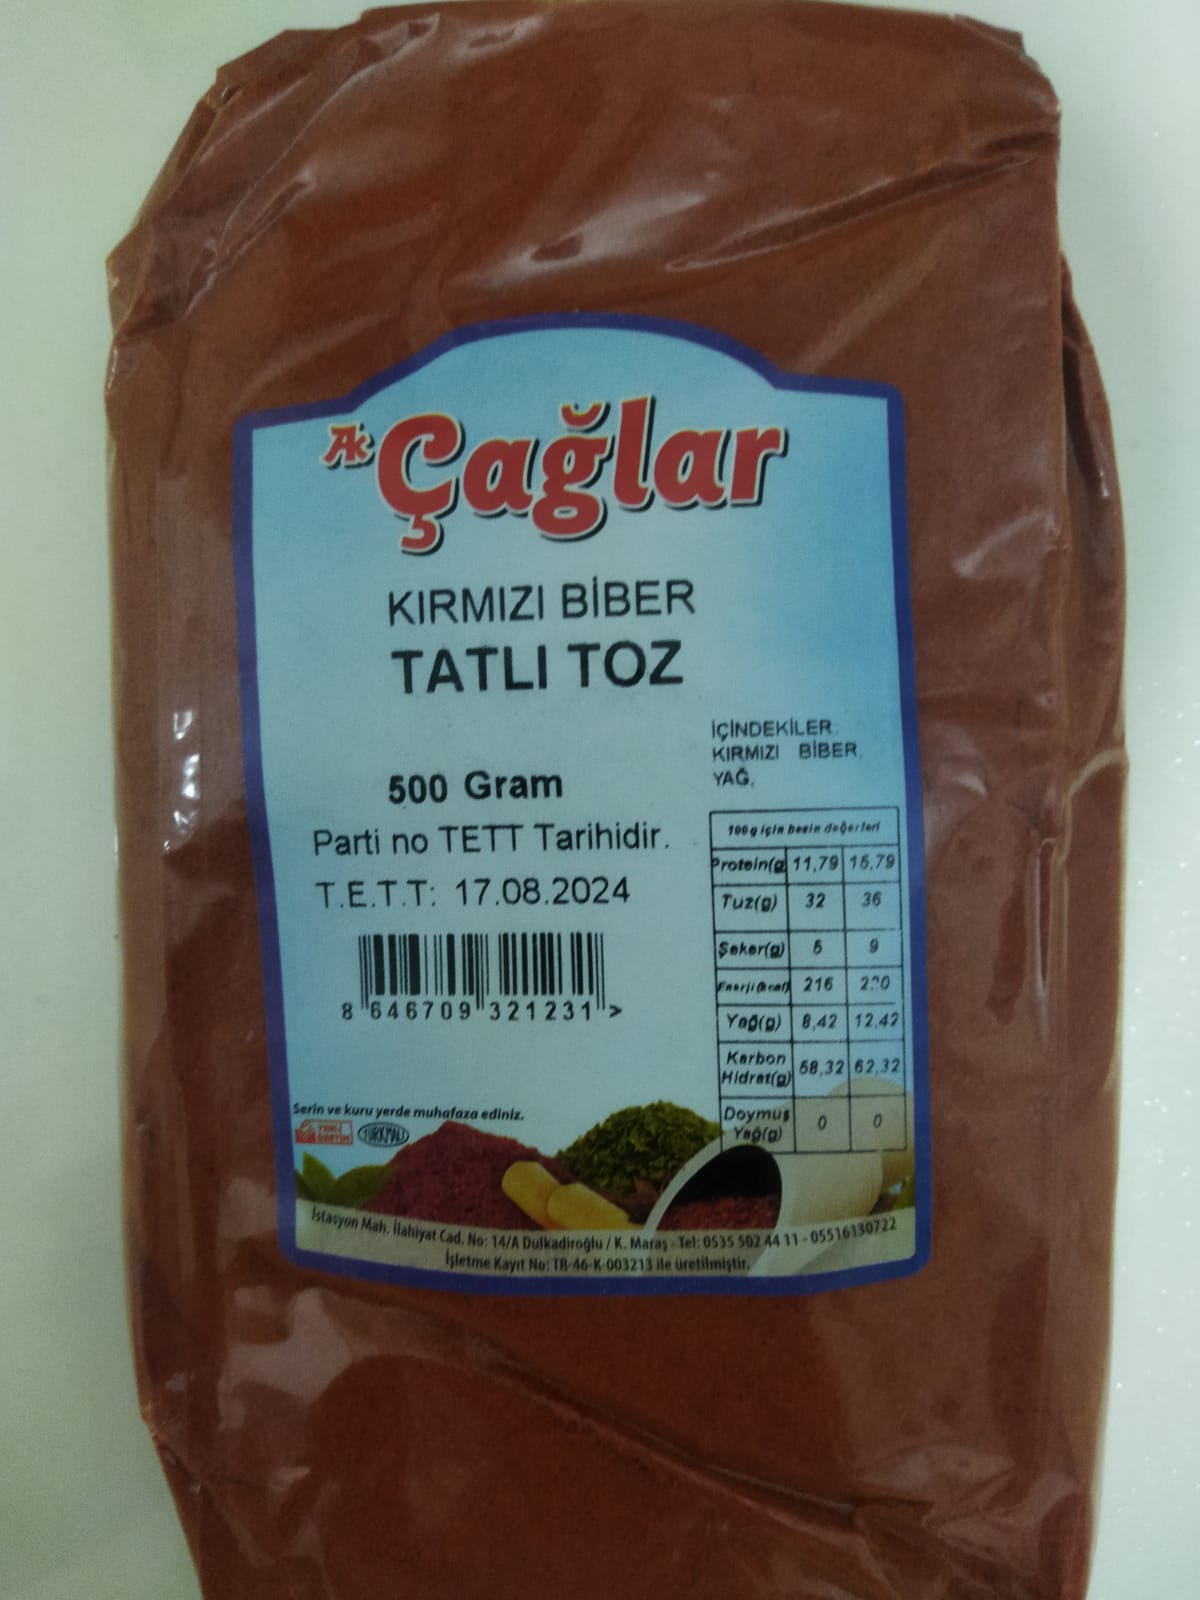 Ak Çağlar
KIRMIZI BİBER
TATLI TOZ
500 Gram
Parti no TETT Tarihidir.
T.E.T.T: 17.08.2024
8 646709 321231 >
İÇİNDEKİLER:
KIRMIZI BİBER,
YAĞ,
100 g için besin değerleri
Protein(g 11,79 15,79
Tuz(g) 32 36
Şeker(g) 5 9
Enerji(kcal) 216
Yağ(g) 8,42 12,42
Karbon
Hidrat(g) 58,32 62,32
Doymuş
Yağ(g) 0 0
Serin ve kuru yerde muhafaza ediniz.
YERLİ
ÜRETİM
TÜRK MALI
İstasyon Mah. İlahiyat Cad. No: 14/A Dulkadiroğlu / K. Maraş - Tel: 0535 502 44 11 - 05516130722
İşletme Kayıt No: TR-46-K-003213 ile üretilmiştir.